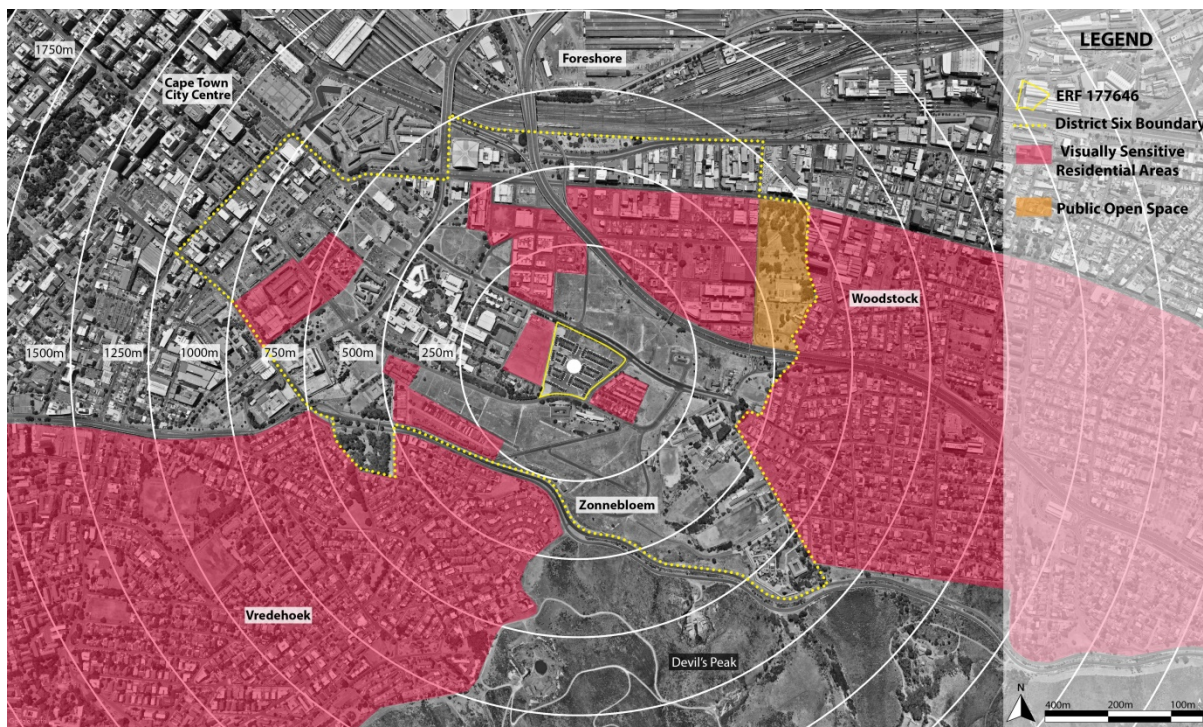 1750m
Cape Town
City Centre
Foreshore
1500m
1250m
1000m
750m
500m
250m
Woodstock
Zonnebloem
Vredehoek
Devil's Peak
LEGEND
ERF 177646
District Six Boundary
Visually Sensitive
Residential Areas
Public Open Space
N
400m
200m
100m